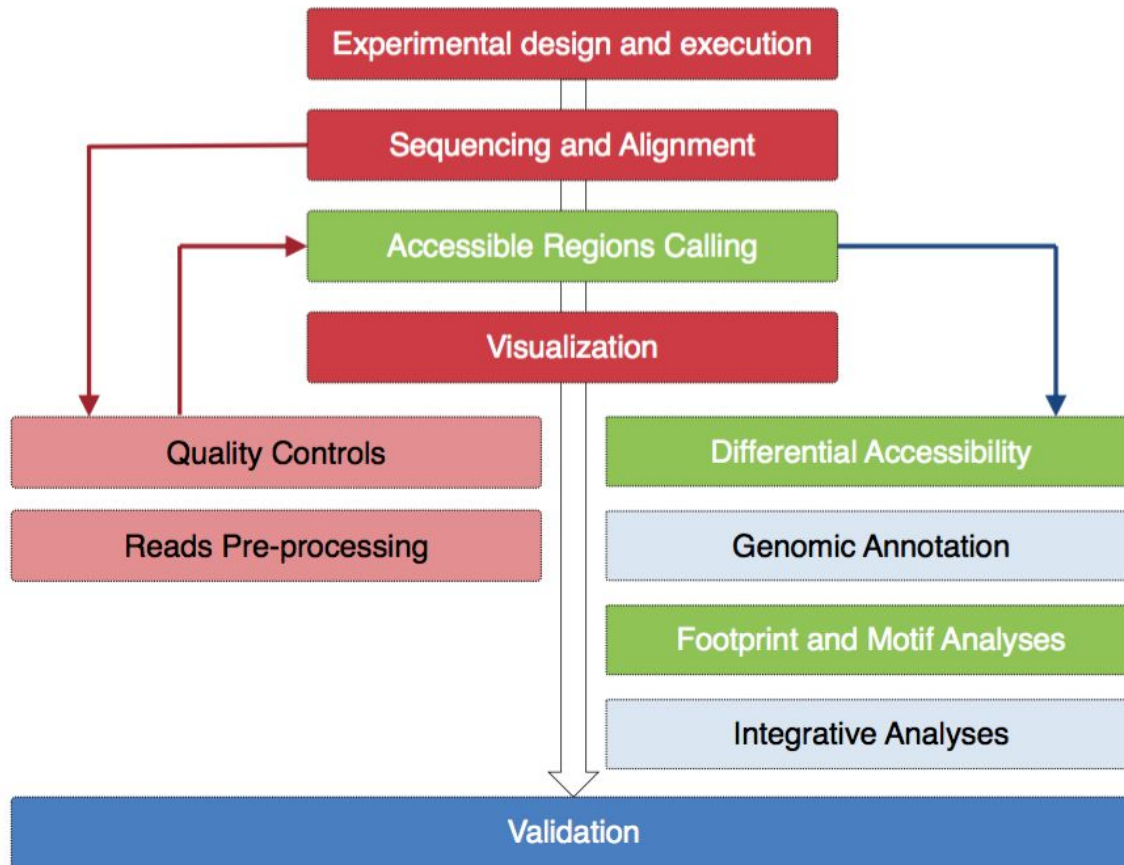 Experimental design and execution
Sequencing and Alignment
Accessible Regions Calling
Visualization
Quality Controls
Reads Pre-processing
Differential Accessibility
Genomic Annotation
Footprint and Motif Analyses
Integrative Analyses
Validation